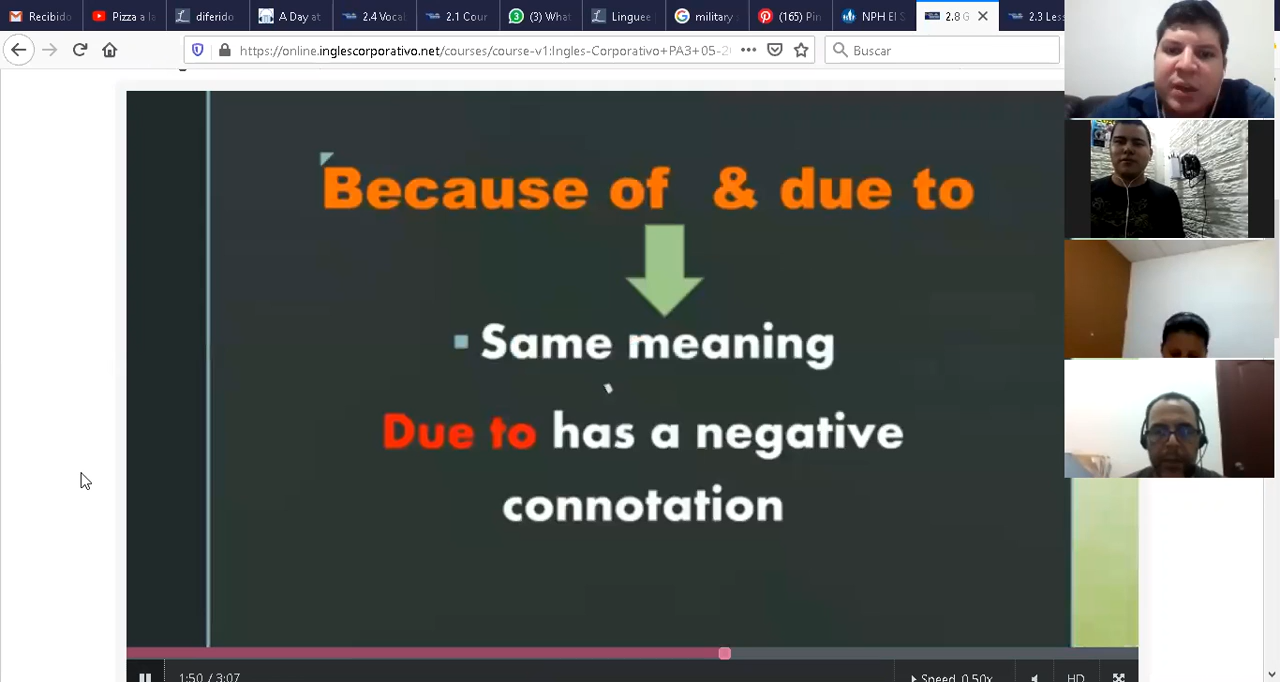 Recibido
Pizza a la
diferido
A Day at
2.4 Vocal
2.1 Cour
(3) What
Linguee
military
(165) Pin
NPH El S
2.8 G
2.3 Less
https://online.inglescorporativo.net/courses/course-v1:Ingles-Corporativo+PA3+05-2
Buscar
Because of & due to
Same meaning
Due to has a negative
connotation
1:50 / 3:07
Speed 0.50x
HD